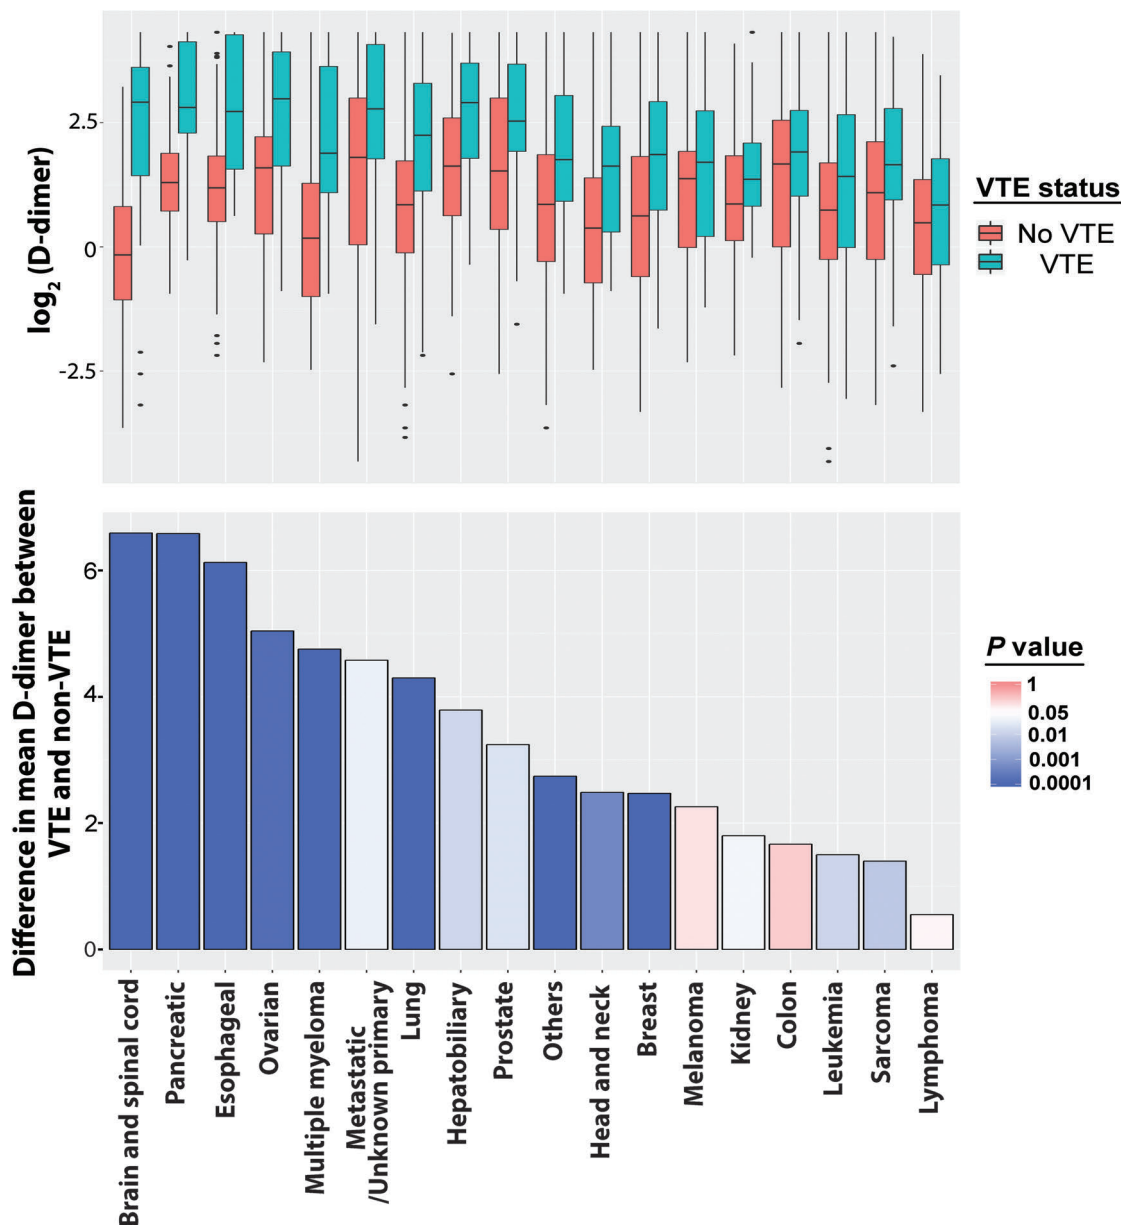 log2 (D-dimer)
2.5
0
-2.5
VTE status
No VTE
VTE
Difference in mean D-dimer between
VTE and non-VTE
6
4
2
0
P value
1
0.05
0.01
0.001
0.0001
Brain and spinal cord
Pancreatic
Esophageal
Ovarian
Multiple myeloma
Metastatic
/Unknown primary
Lung
Hepatobiliary
Prostate
Others
Head and neck
Breast
Melanoma
Kidney
Colon
Leukemia
Sarcoma
Lymphoma